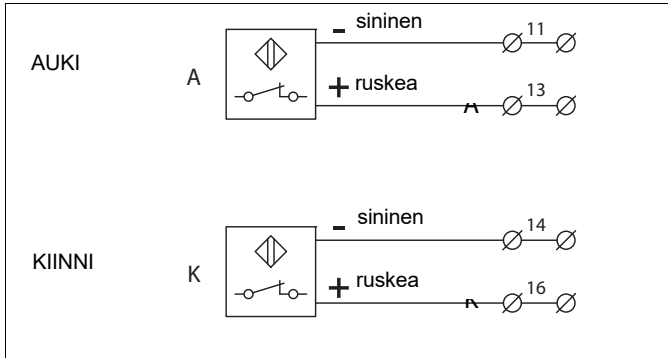 - sininen 11
AUKI
A
+ ruskea 13
- sininen 14
KIINNI
K
+ ruskea 16